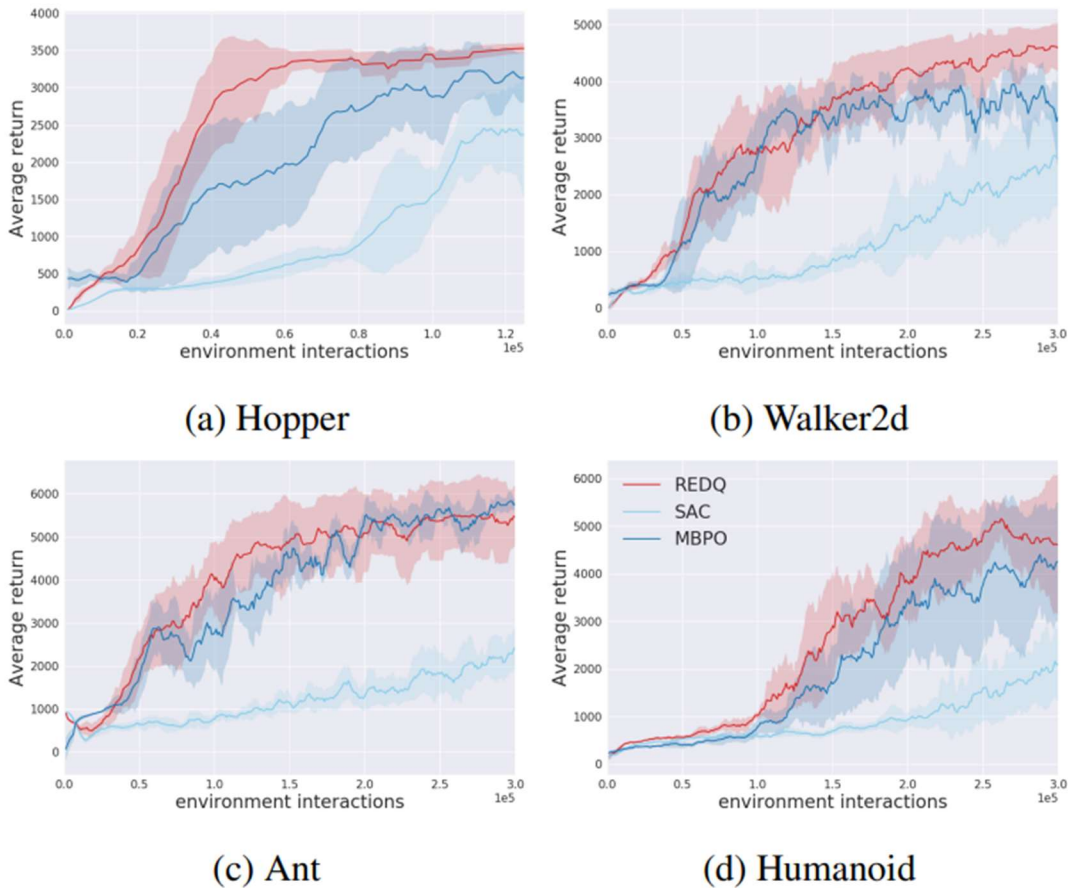 4000
3500
3000
2500
2000
1500
1000
500
0
Average return
0.0 0.2 0.4 0.6 0.8 1.0 1.2
1e5
environment interactions
(a) Hopper
5000
4000
3000
2000
1000
0
Average return
0.0 0.5 1.0 1.5 2.0 2.5 3.0
1e5
environment interactions
(b) Walker2d
6000
5000
4000
3000
2000
1000
0
Average return
0.0 0.5 1.0 1.5 2.0 2.5 3.0
1e5
environment interactions
(c) Ant
6000
5000
4000
3000
2000
1000
0
Average return
REDQ
SAC
MBPO
0.0 0.5 1.0 1.5 2.0 2.5 3.0
1e5
environment interactions
(d) Humanoid